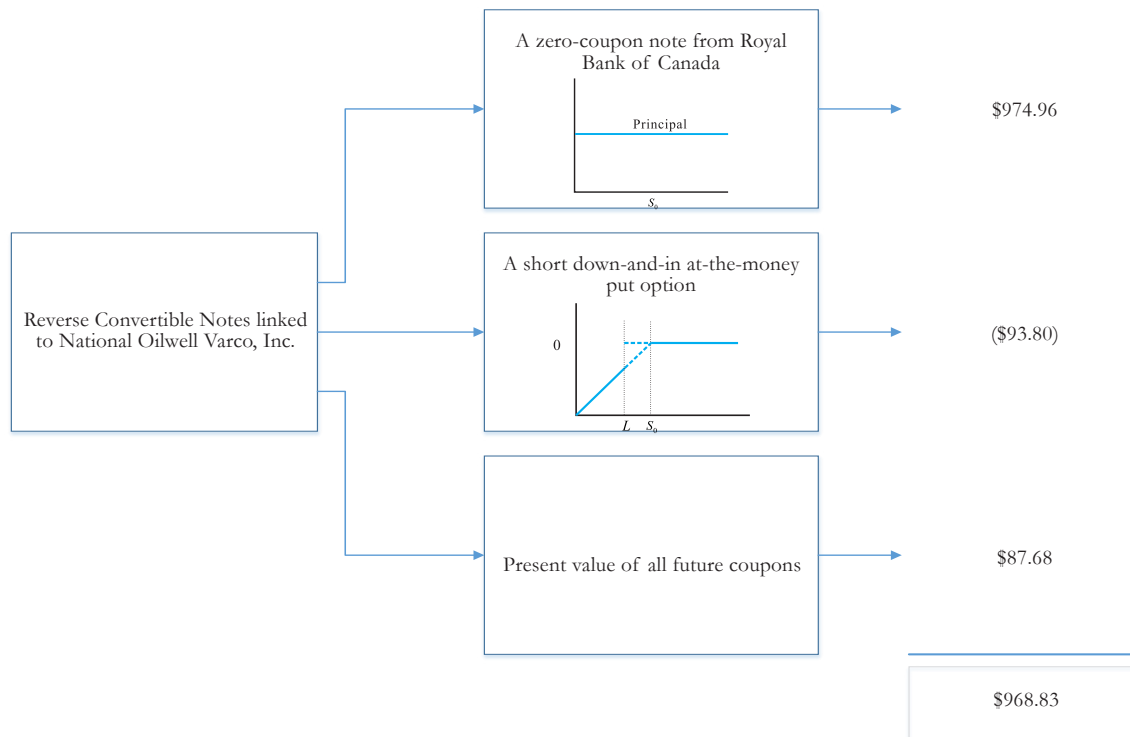 A zero-coupon note from Royal
Bank of Canada
Principal
S₀
$974.96
Reverse Convertible Notes linked
to National Oilwell Varco, Inc.
A short down-and-in at-the-money
put option
0
L S₀
($93.80)
Present value of all future coupons
$87.68
$968.83